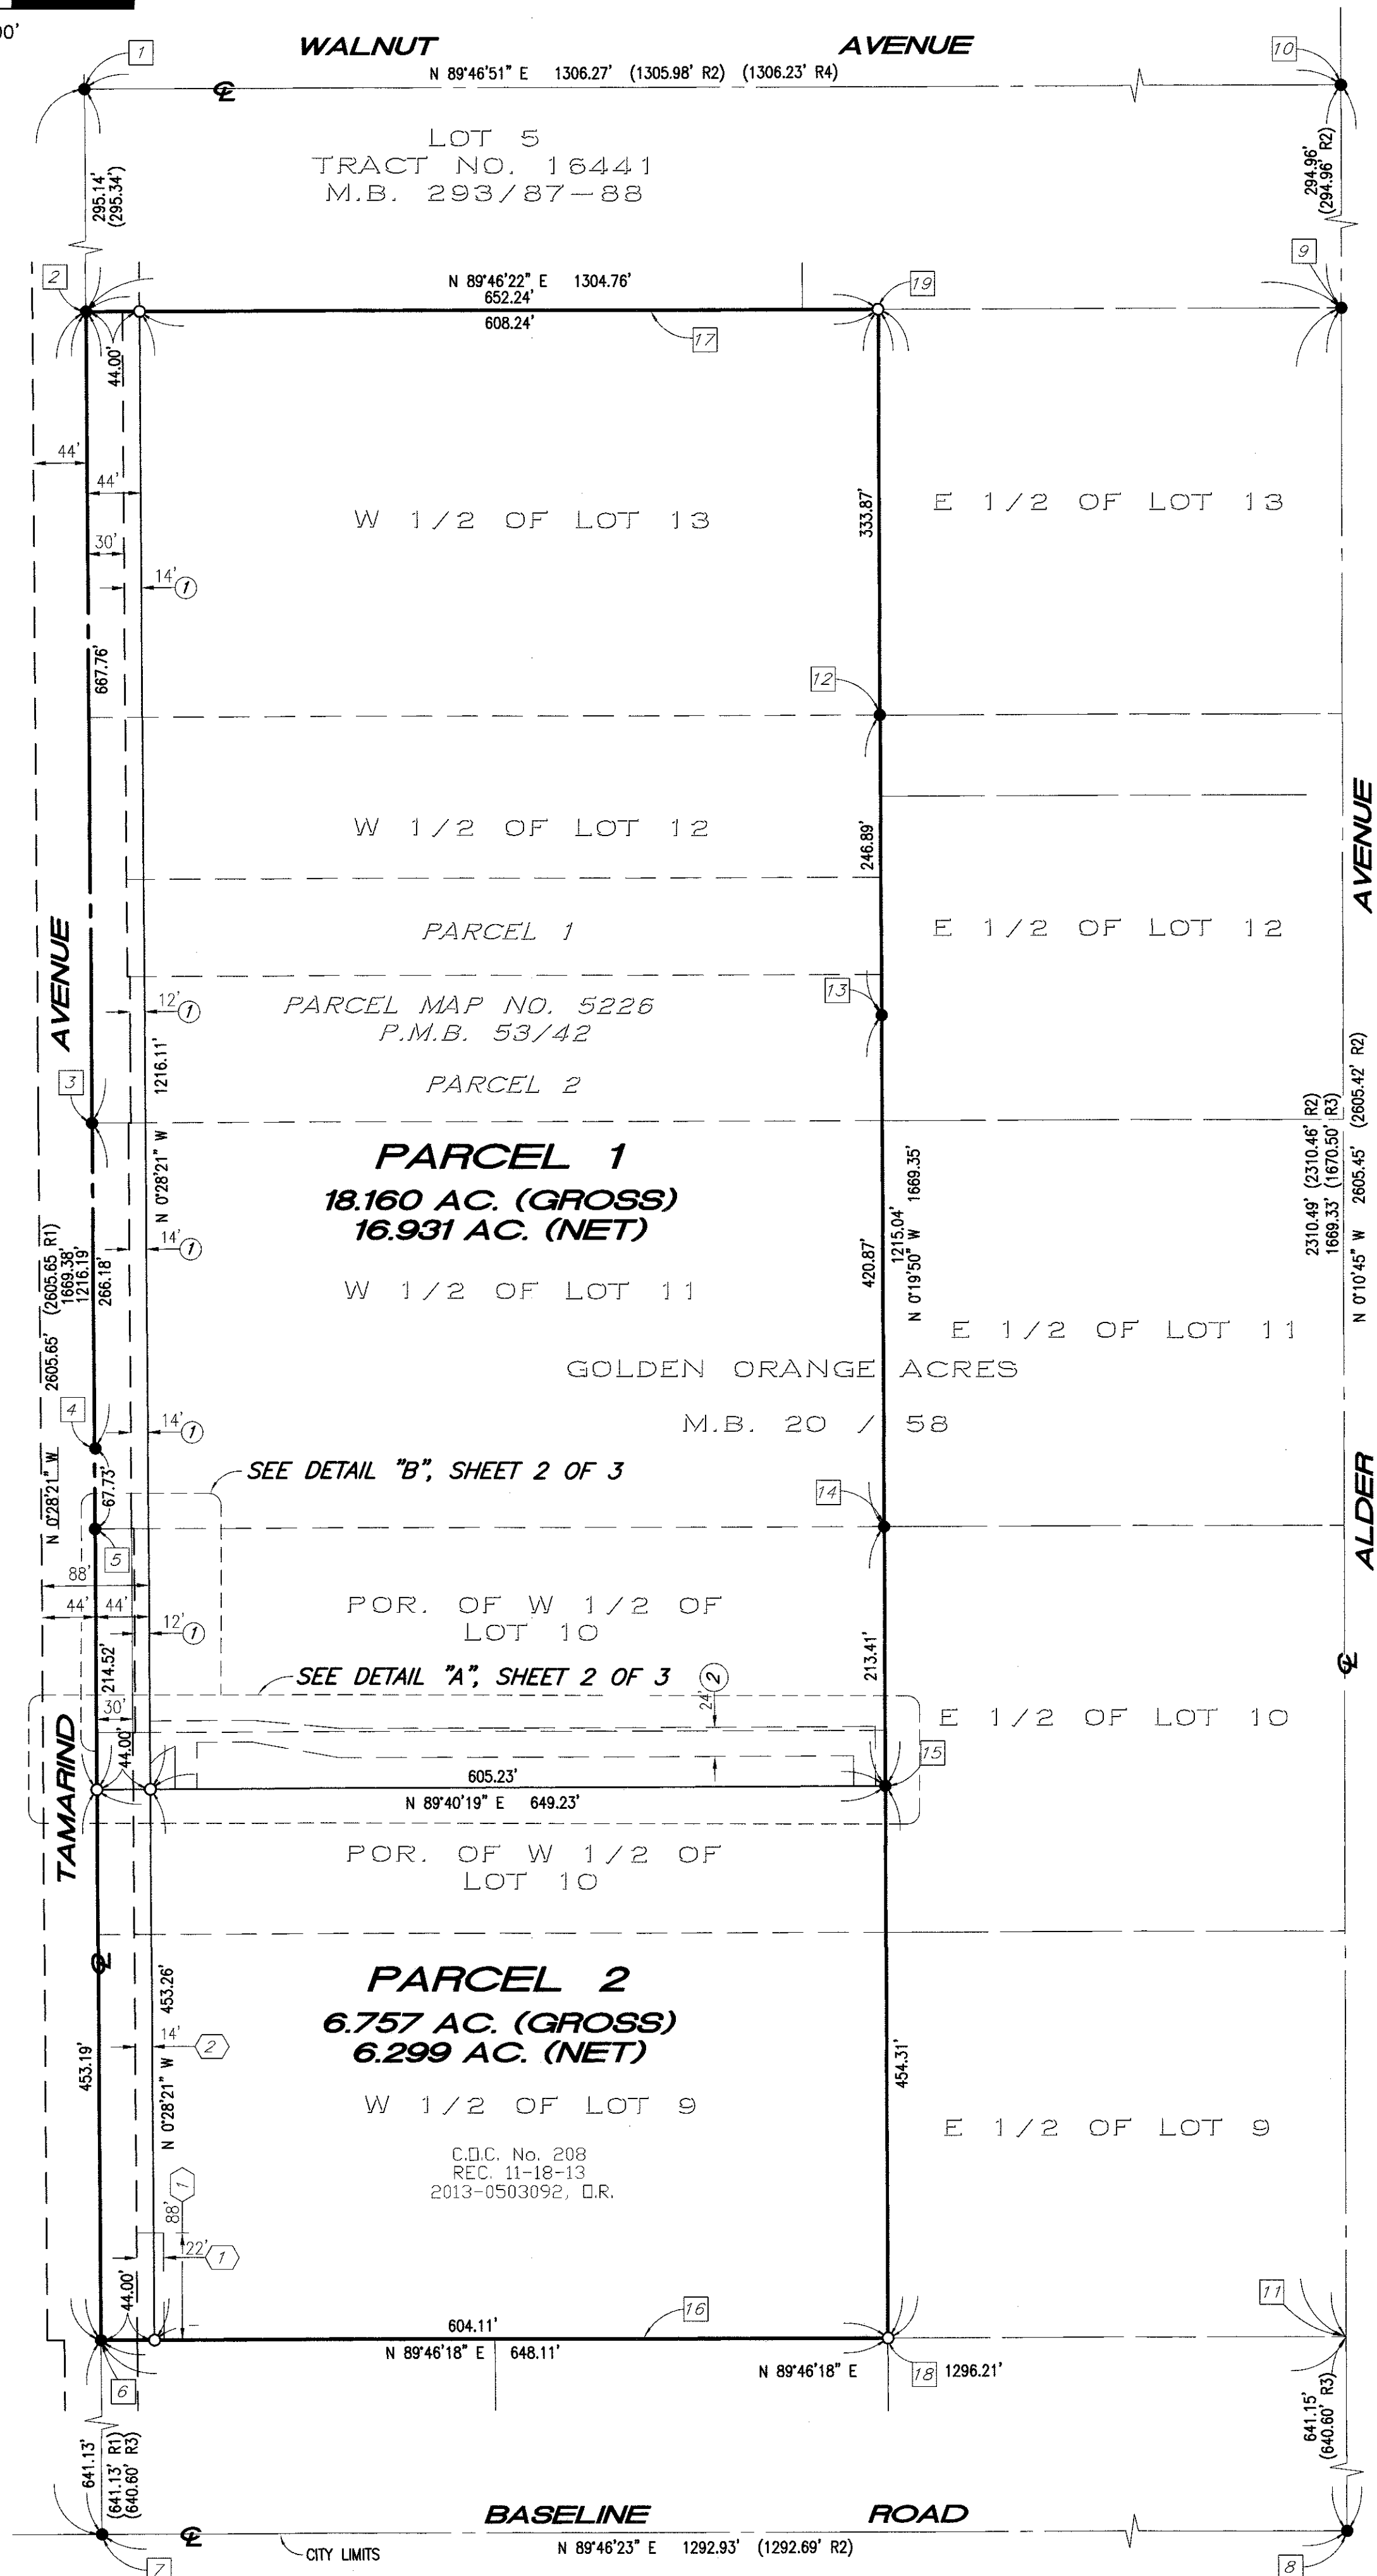 00'
WALNUT AVENUE
N 89°46'51" E 1306.27' (1305.98' R2) (1306.23' R4)
1
10
℄
LOT 5
TRACT NO. 16441
M.B. 293/87-88
295.14'
(295.34')
294.96'
(294.96' R2)
2
9
19
N 89°46'22" E 1304.76'
652.24'
608.24'
17
44.00'
44'
44'
30'
14' 1
W 1/2 OF LOT 13
E 1/2 OF LOT 13
333.87'
667.76'
12
W 1/2 OF LOT 12
246.89'
AVENUE
AVENUE
PARCEL 1
E 1/2 OF LOT 12
13
12' 1
PARCEL MAP NO. 5226
P.M.B. 53/42
PARCEL 2
3
N 0°28'21" W 1216.11'
PARCEL 1
18.160 AC. (GROSS)
16.931 AC. (NET)
14' 1
W 1/2 OF LOT 11
420.87'
1215.04'
N 0°19'50" W 1669.35'
2310.49' (2310.46' R2)
1669.33' (1670.50' R3)
N 0°10'45" W 2605.45' (2605.42' R2)
N 0°28'21" W 2605.65' (2605.65 R1)
1669.38'
1216.19'
266.18'
E 1/2 OF LOT 11
GOLDEN ORANGE ACRES
M.B. 20 / 58
4
14' 1
67.73'
SEE DETAIL "B", SHEET 2 OF 3
14
5
ALDER
88'
44' 44'
12' 1
POR. OF W 1/2 OF
LOT 10
214.52'
213.41'
℄
SEE DETAIL "A", SHEET 2 OF 3
24' 2
30'
E 1/2 OF LOT 10
TAMARIND
44.00'
15
605.23'
N 89°40'19" E 649.23'
POR. OF W 1/2 OF
LOT 10
℄
PARCEL 2
6.757 AC. (GROSS)
6.299 AC. (NET)
N 0°28'21" W 453.26'
14' 2
453.19'
454.31'
W 1/2 OF LOT 9
E 1/2 OF LOT 9
C.O.C. No. 208
REC. 11-18-13
2013-0503092, O.R.
88' 1
22' 1
44.00'
11
16
604.11'
N 89°46'18" E 648.11'
N 89°46'18" E 1296.21'
6
18
641.13'
(641.13' R1)
(640.60' R3)
641.15'
(640.60' R3)
BASELINE ROAD
℄
N 89°46'23" E 1292.93' (1292.69' R2)
CITY LIMITS
7
8